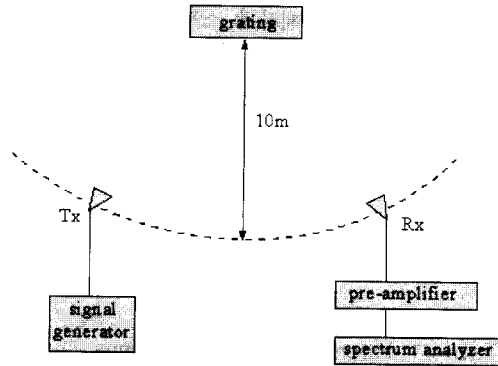 grating
10m
Tx
Rx
signal
generator
pre-amplifier
spectrum analyzer